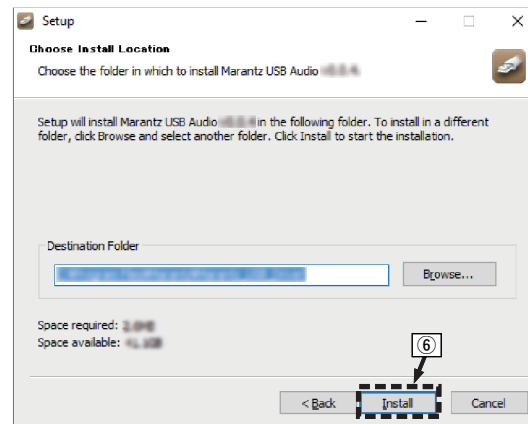 Setup
Choose Install Location
Choose the folder in which to install Marantz USB Audio
Setup will install Marantz USB Audio in the following folder. To install in a different
folder, click Browse and select another folder. Click Install to start the installation.
Destination Folder
Browse...
Space required:
Space available:
⑥
< Back Install Cancel